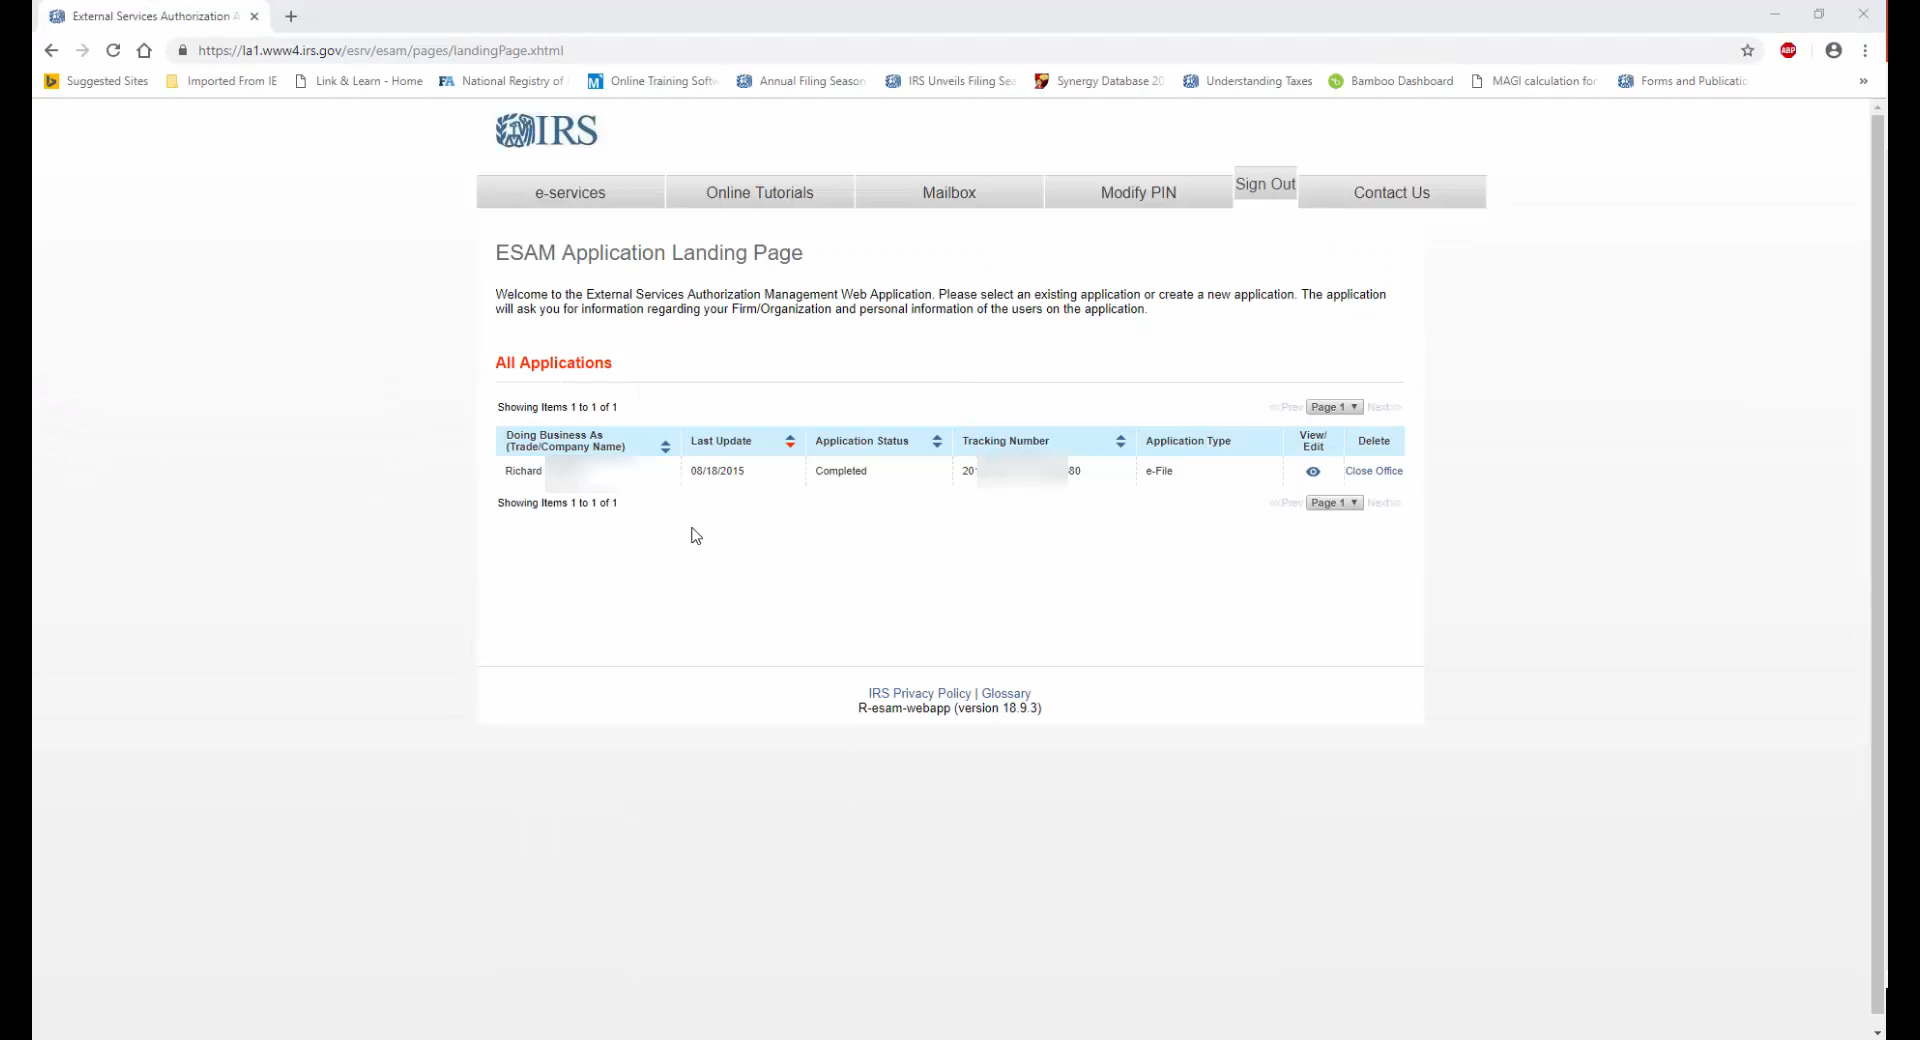 External Services Authorization A
https://la1.www4.irs.gov/esrv/esam/pages/landingPage.xhtml
ABP
Suggested Sites Imported From IE Link & Learn - Home FA National Registry of M Online Training Softw Annual Filing Season IRS Unveils Filing Sea Synergy Database 20 Understanding Taxes Bamboo Dashboard MAGI calculation for Forms and Publicatio »
IRS
e-services Online Tutorials Mailbox Modify PIN Sign Out Contact Us
ESAM Application Landing Page
Welcome to the External Services Authorization Management Web Application. Please select an existing application or create a new application. The application
will ask you for information regarding your Firm/Organization and personal information of the users on the application.
All Applications
Showing Items 1 to 1 of 1 Prev Page 1 Next
Doing Business As
(Trade/Company Name) Last Update Application Status Tracking Number Application Type View/
Edit Delete
Richard 08/18/2015 Completed 20 80 e-File Close Office
Showing Items 1 to 1 of 1 Prev Page 1 Next
IRS Privacy Policy | Glossary
R-esam-webapp (version 18.9.3)